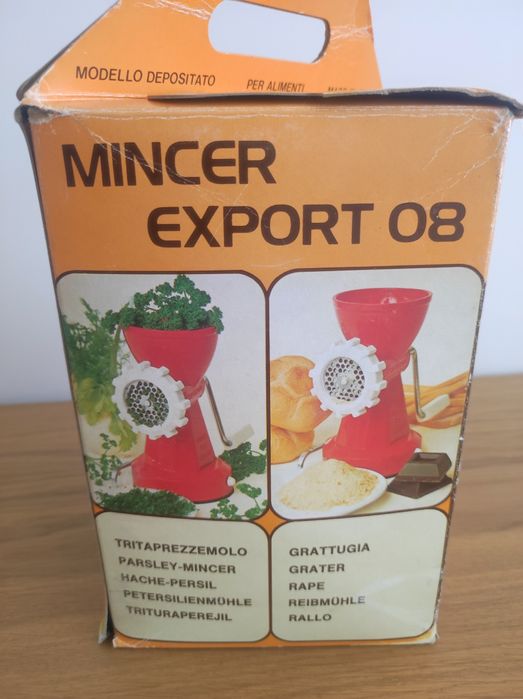 MODELLO DEPOSITATO
PER ALIMENTI
MINCER
EXPORT 08
TRITAPREZZEMOLO
PARSLEY-MINCER
HACHE-PERSIL
PETERSILIENMÜHLE
TRITURAPEREJIL
GRATTUGIA
GRATER
RAPE
REIBMÜHLE
RALLO